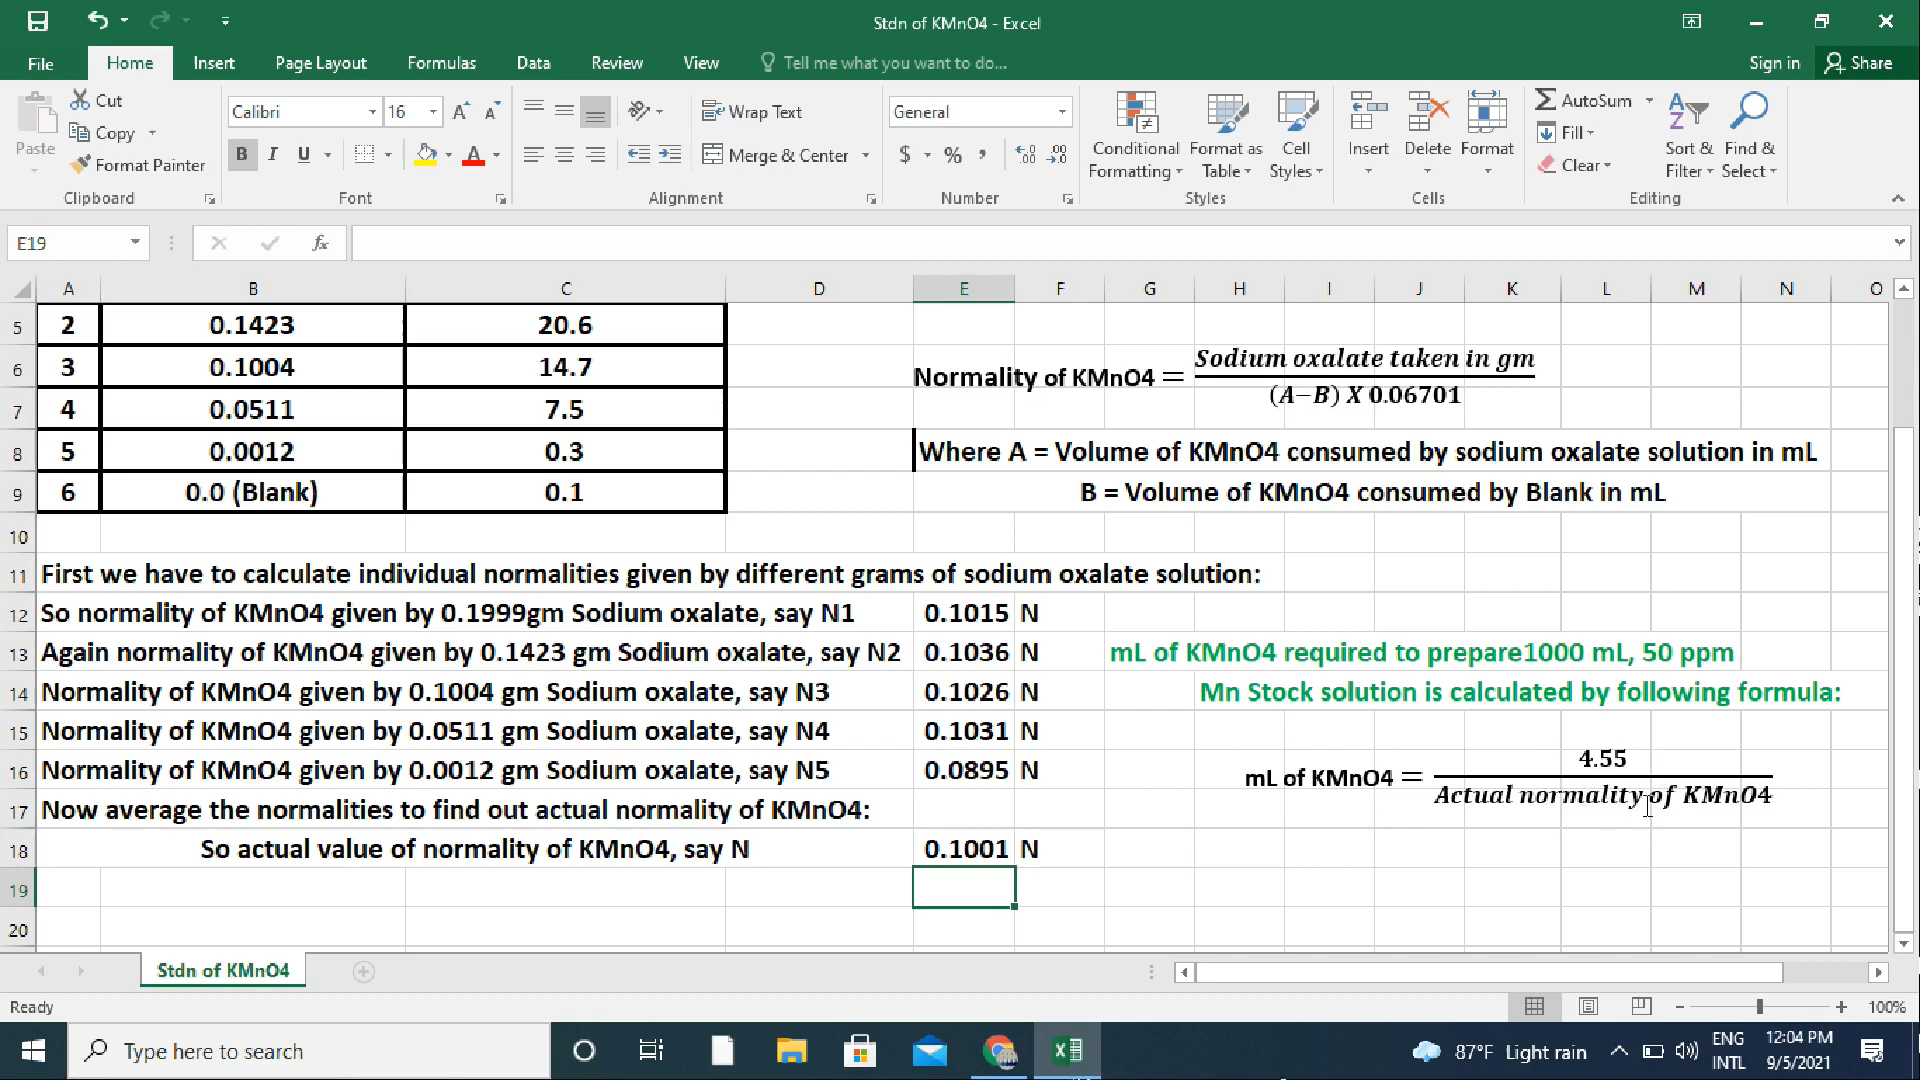 Stdn of KMnO4 - Excel
File Home Insert Page Layout Formulas Data Review View Tell me what you want to do... Sign in Share
Paste Cut
Copy
Format Painter
Clipboard
Calibri 16
B I U A
Font
Wrap Text
Merge & Center
Alignment
General
$ % ,
Number
Conditional Formatting
Format as Table
Cell Styles
Styles
Insert Delete Format
Cells
AutoSum
Fill
Clear
Sort & Filter
Find & Select
Editing
E19 fx
A B C D E F G H I J K L M N O
5 2 0.1423 20.6
6 3 0.1004 14.7 Normality of KMnO4 = Sodium oxalate taken in gm
7 4 0.0511 7.5 (A−B) X 0.06701
8 5 0.0012 0.3 Where A = Volume of KMnO4 consumed by sodium oxalate solution in mL
9 6 0.0 (Blank) 0.1 B = Volume of KMnO4 consumed by Blank in mL
10
11 First we have to calculate individual normalities given by different grams of sodium oxalate solution:
12 So normality of KMnO4 given by 0.1999gm Sodium oxalate, say N1 0.1015 N
13 Again normality of KMnO4 given by 0.1423 gm Sodium oxalate, say N2 0.1036 N mL of KMnO4 required to prepare1000 mL, 50 ppm
14 Normality of KMnO4 given by 0.1004 gm Sodium oxalate, say N3 0.1026 N Mn Stock solution is calculated by following formula:
15 Normality of KMnO4 given by 0.0511 gm Sodium oxalate, say N4 0.1031 N
16 Normality of KMnO4 given by 0.0012 gm Sodium oxalate, say N5 0.0895 N mL of KMnO4 = 4.55
Actual normality of KMnO4
17 Now average the normalities to find out actual normality of KMnO4:
18 So actual value of normality of KMnO4, say N 0.1001 N
19
20
Stdn of KMnO4
Ready 100%
Type here to search 87°F Light rain ENG INTL 12:04 PM 9/5/2021